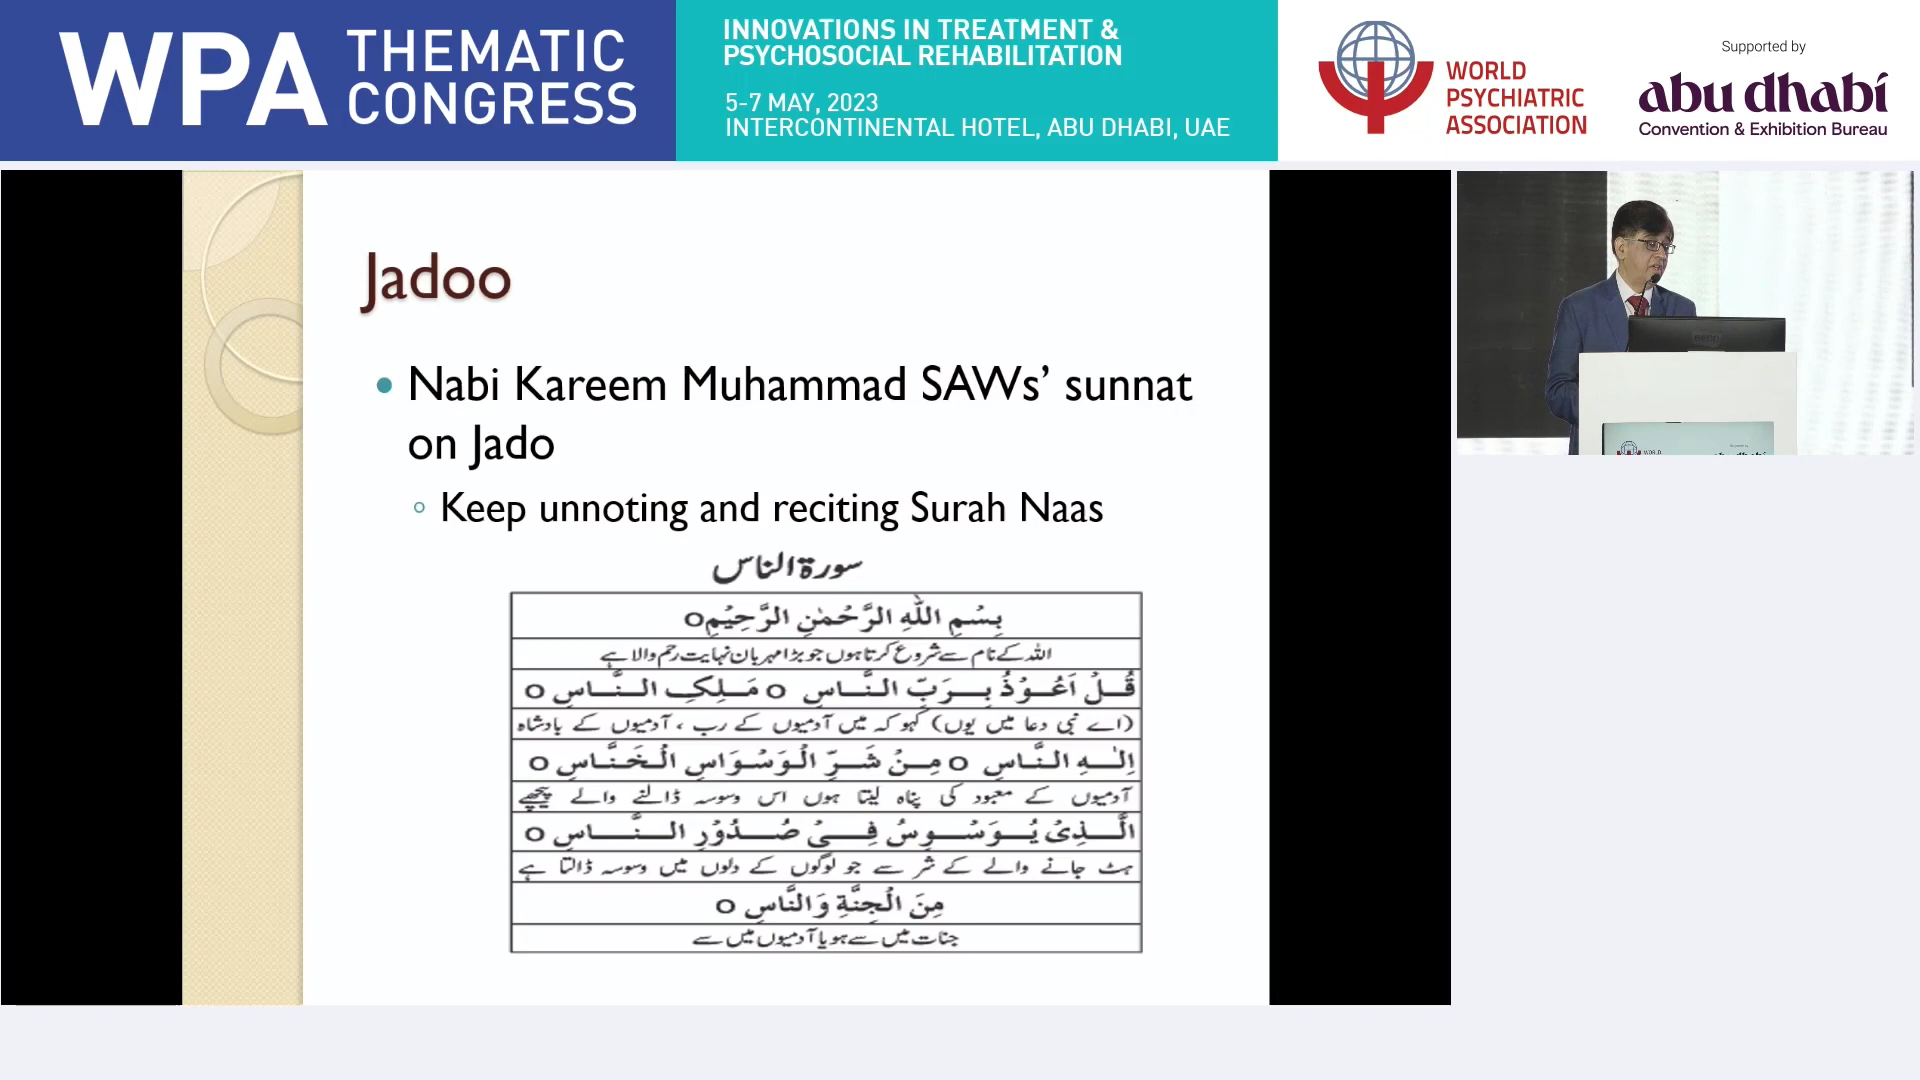 WPA THEMATIC CONGRESS
INNOVATIONS IN TREATMENT &
PSYCHOSOCIAL REHABILITATION
5-7 MAY, 2023
INTERCONTINENTAL HOTEL, ABU DHABI, UAE
WORLD
PSYCHIATRIC
ASSOCIATION
Supported by
abu dhabi
Convention & Exhibition Bureau
Jadoo
Nabi Kareem Muhammad SAWs’ sunnat
on Jado
Keep unnoting and reciting Surah Naas
سورۃ الناس
بِسْمِ اللّٰهِ الرَّحْمٰنِ الرَّحِیْمِ ○
اللہ کے نام سے شروع کرتا ہوں جو بڑا مہربان نہایت رحم والا ہے
قُلْ اَعُوْذُ بِرَبِّ النَّاسِ ○ مَلِكِ النَّاسِ ○
(اے نبی دعا میں یوں) کہو کہ میں آدمیوں کے رب ، آدمیوں کے بادشاہ
اِلٰهِ النَّاسِ ○ مِنْ شَرِّ الْوَسْوَاسِ الْخَنَّاسِ ○
آدمیوں کے معبود کی پناہ لیتا ہوں اس وسوسہ ڈالنے والے پیچھے
الَّذِیْ یُوَسْوِسُ فِیْ صُدُوْرِ النَّاسِ ○
ہٹ جانے والے کے شر سے جو لوگوں کے دلوں میں وسوسہ ڈالتا ہے
مِنَ الْجِنَّةِ وَالنَّاسِ ○
جنات میں سے ہو یا آدمیوں میں سے
WORLD